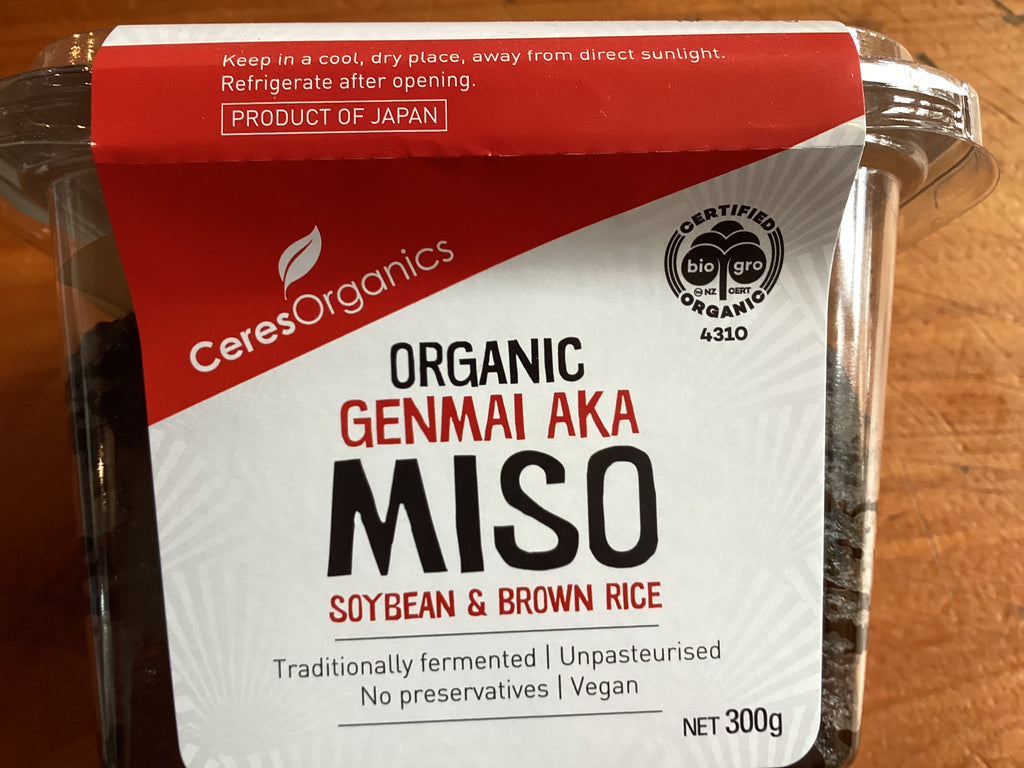 Keep in a cool, dry place, away from direct sunlight.
Refrigerate after opening.
PRODUCT OF JAPAN
CeresOrganics
CERTIFIED
bio gro
NZ CERT
ORGANIC
4310
ORGANIC
GENMAI AKA
MISO
SOYBEAN & BROWN RICE
Traditionally fermented | Unpasteurised
No preservatives | Vegan
NET 300g